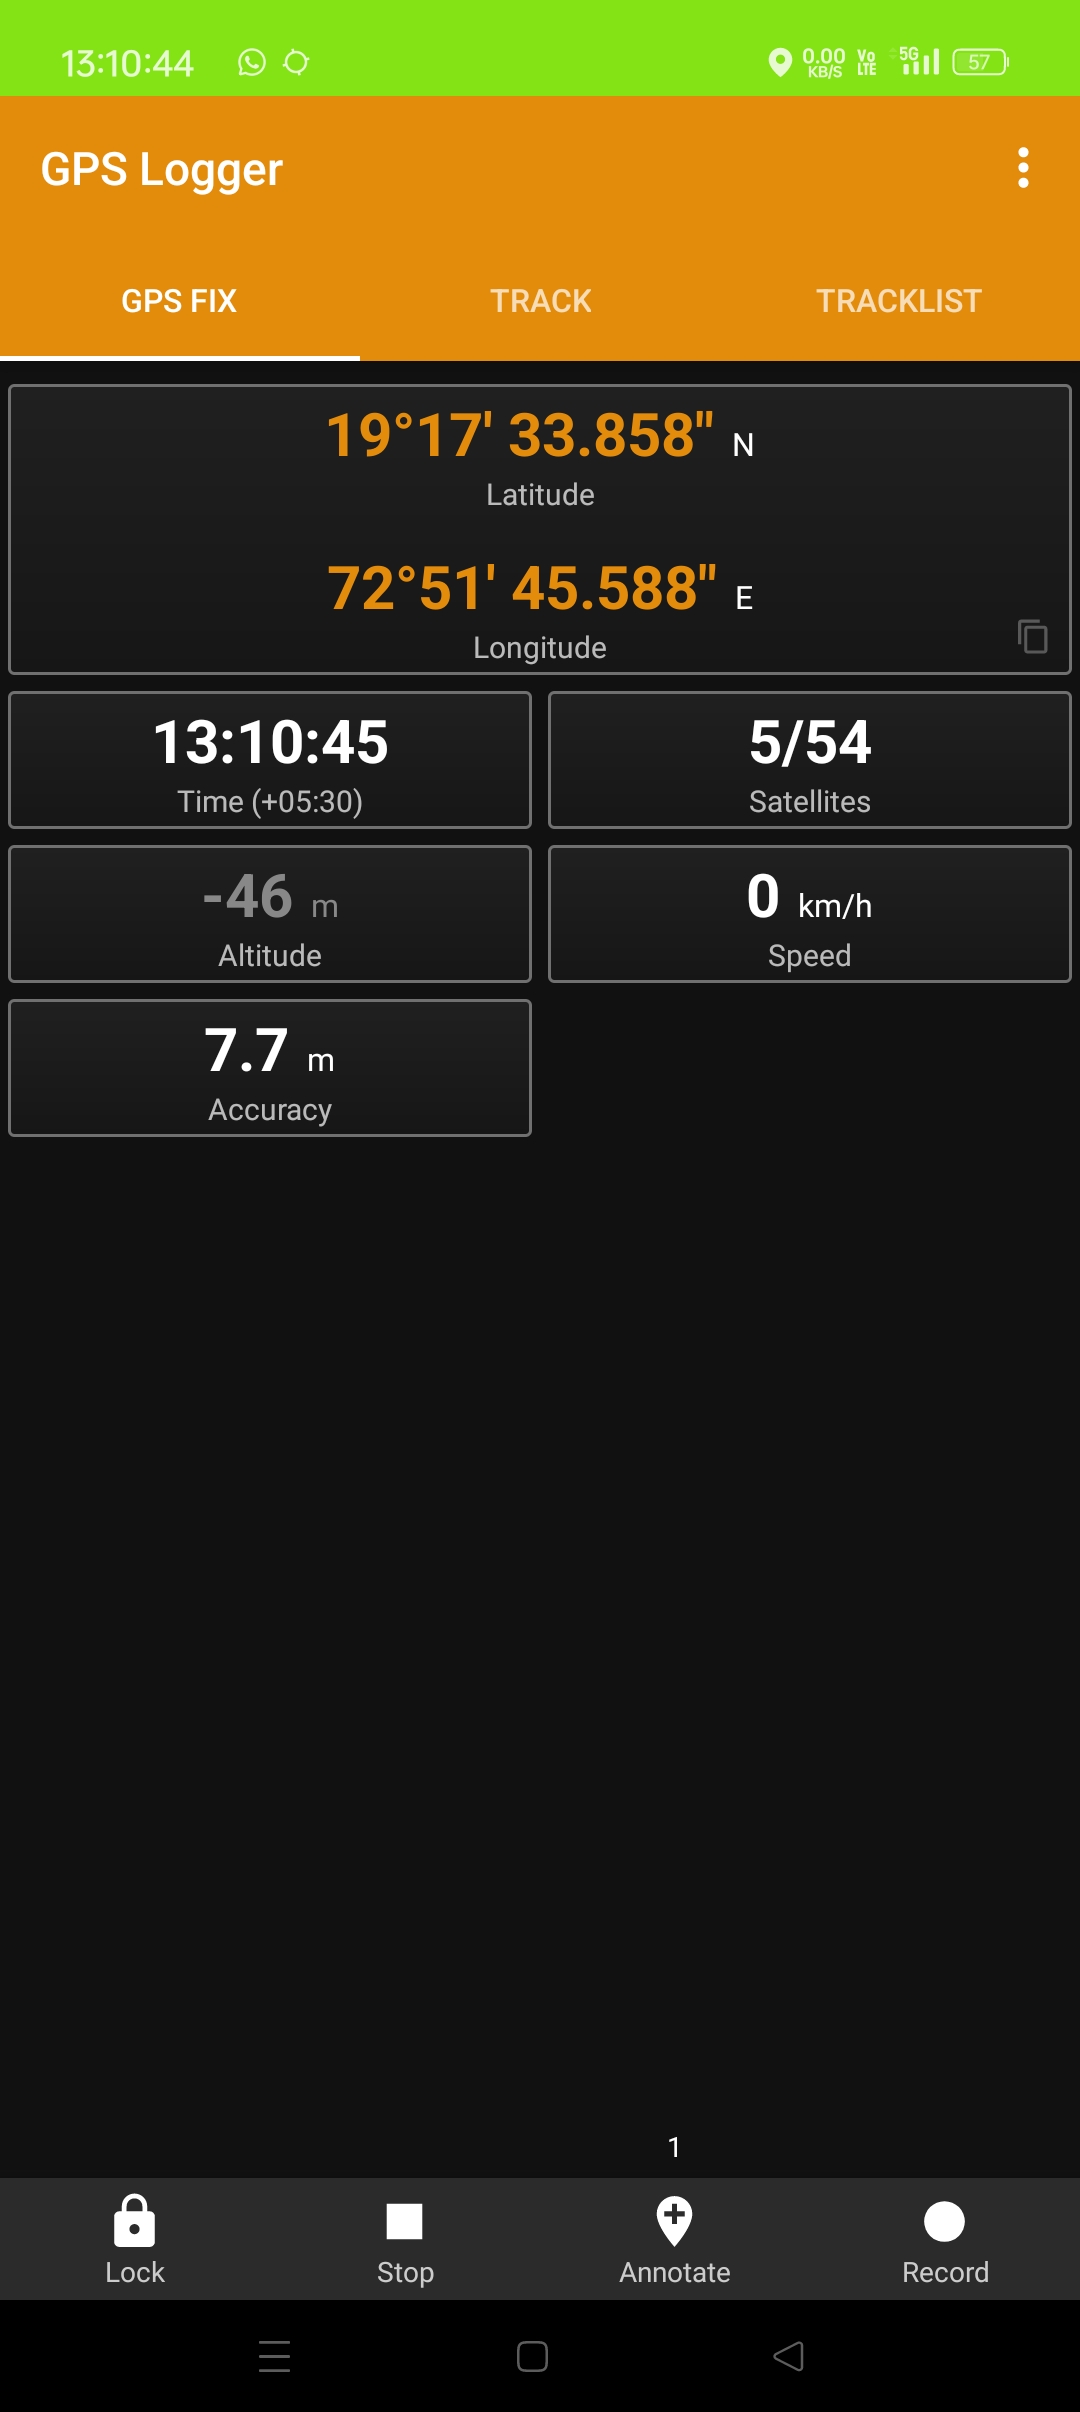 13:10:44 0.00 KB/S Vo LTE 5G 57
GPS Logger
GPS FIX TRACK TRACKLIST
19°17' 33.858" N
Latitude
72°51' 45.588" E
Longitude
13:10:45 5/54
Time (+05:30) Satellites
-46 m 0 km/h
Altitude Speed
7.7 m
Accuracy
1
Lock Stop Annotate Record